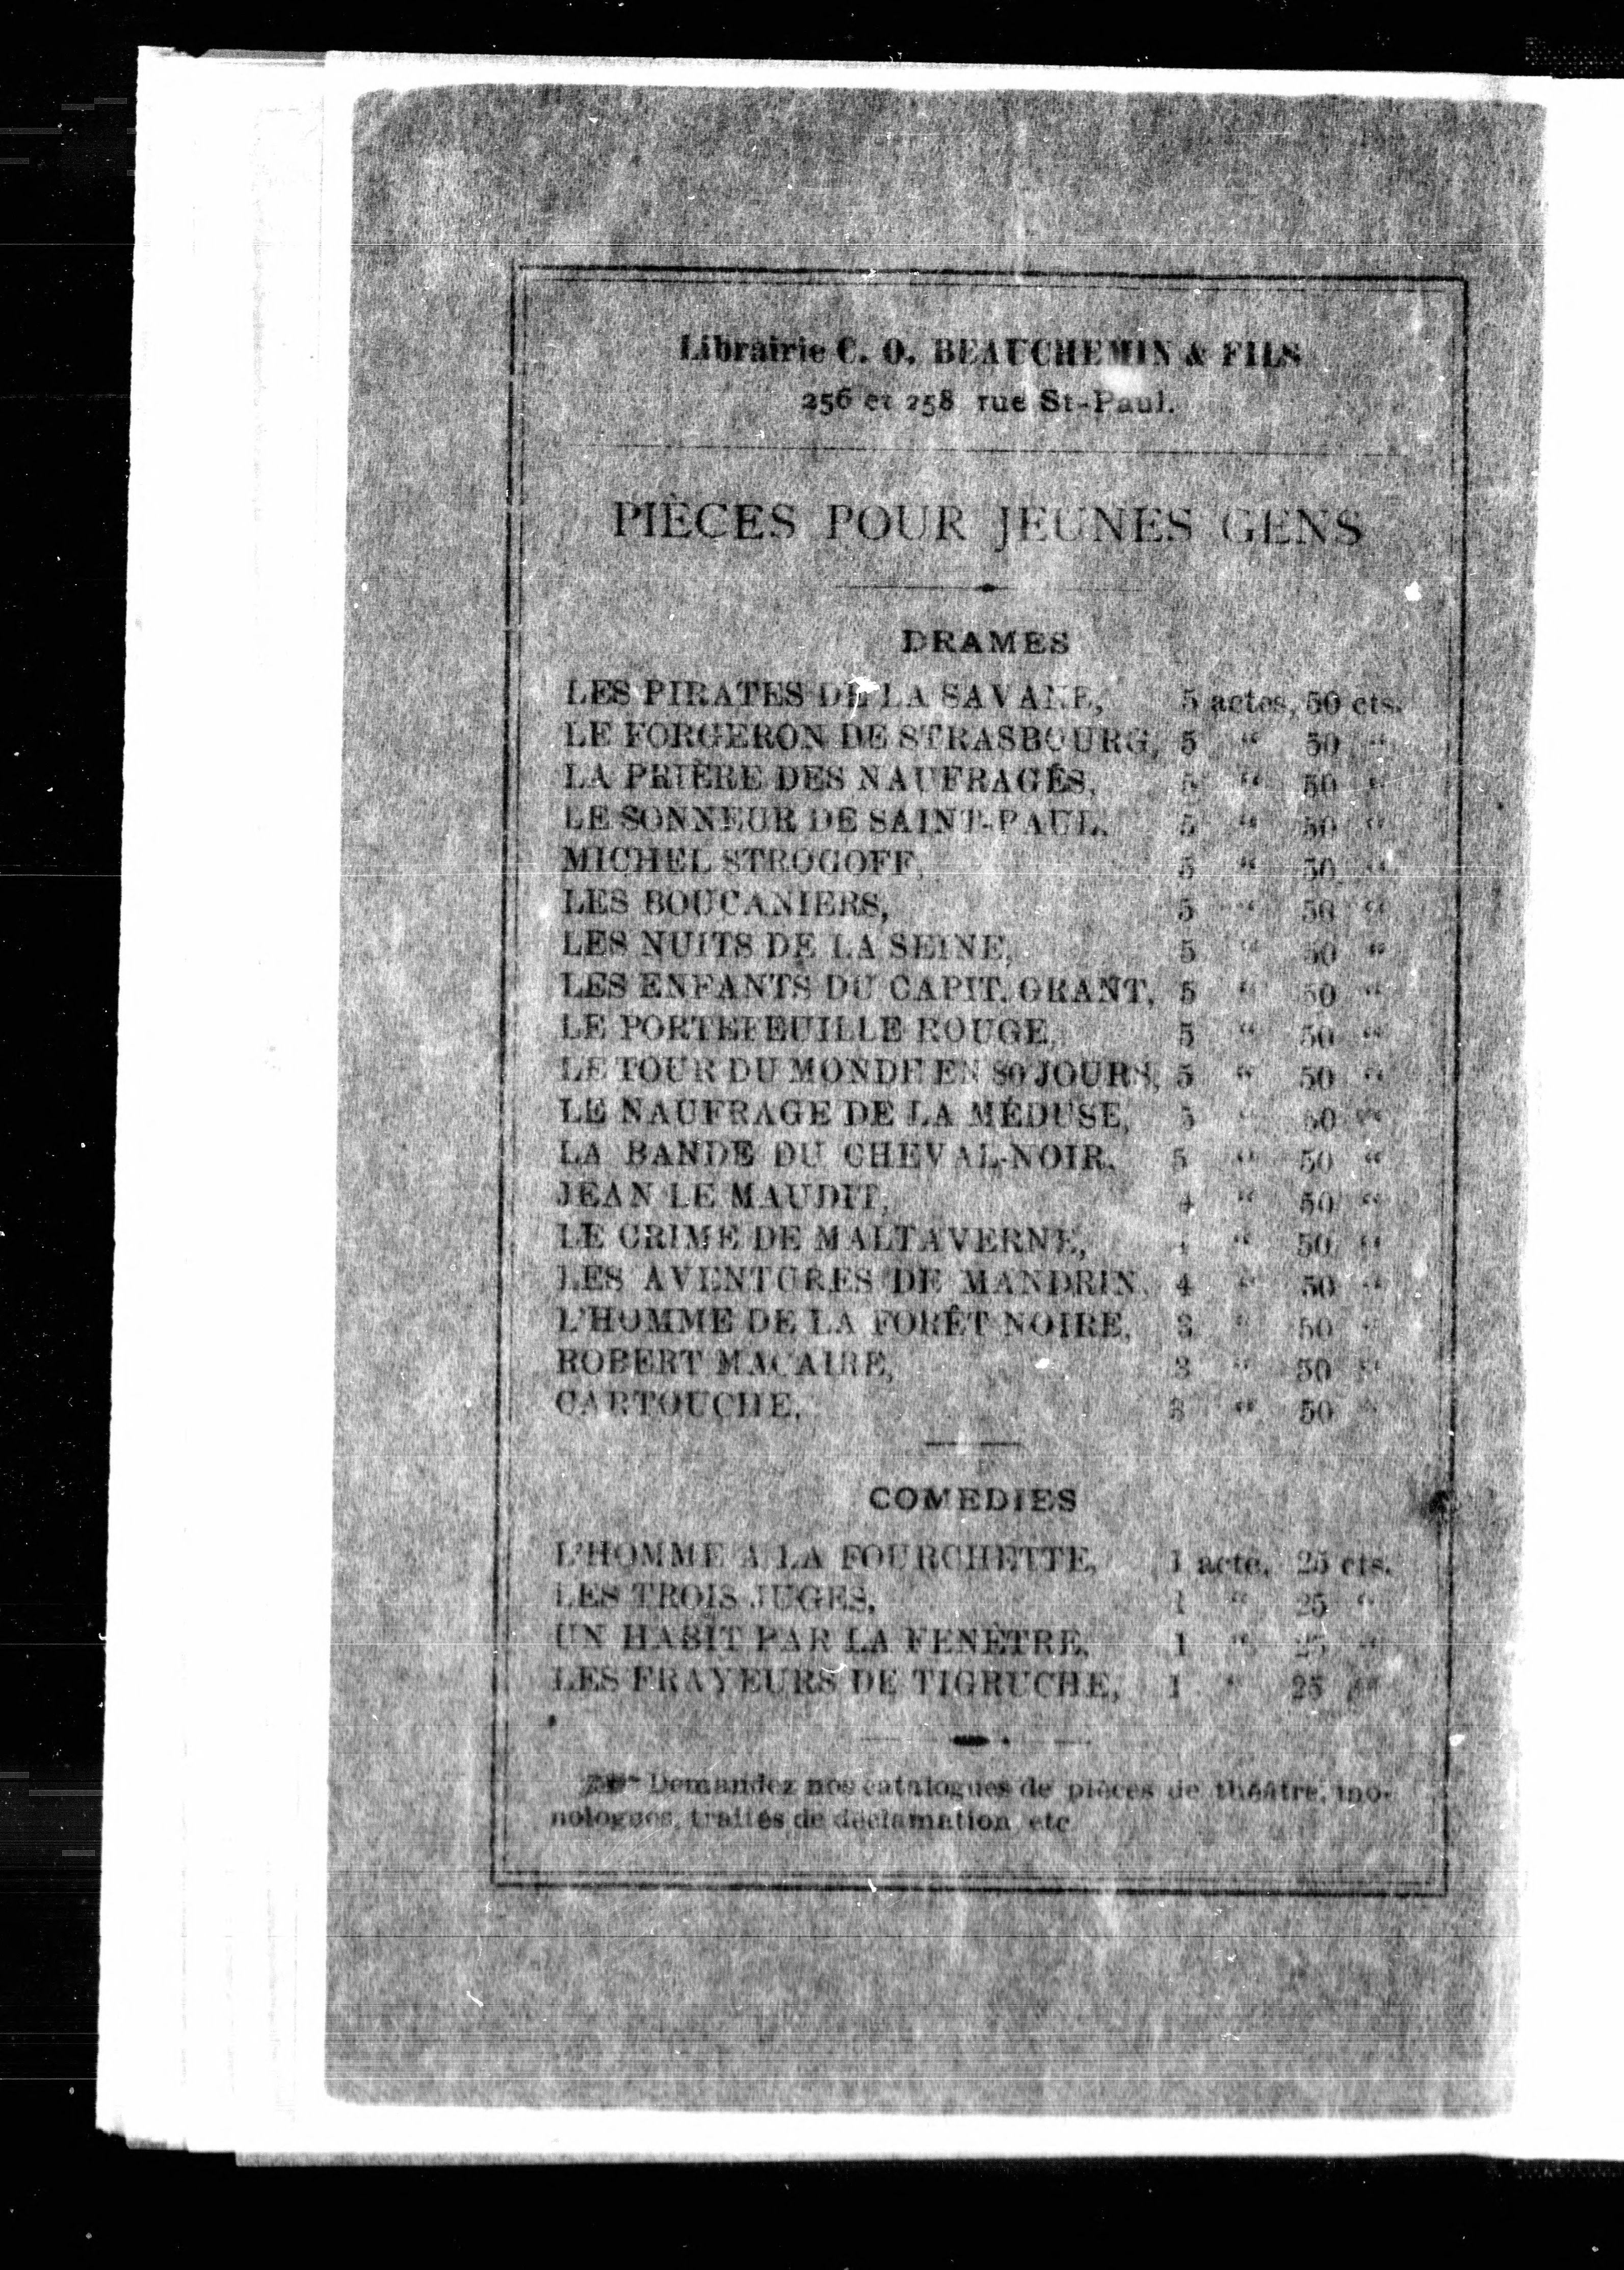 Librairie C. O. BEAUCHEMIN & FILS
256 et 258 rue St-Paul.
PIÈCES POUR JEUNES GENS
DRAMES
LES PIRATES DE LA SAVANE, 5 actes, 50 cts.
LE FORGERON DE STRASBOURG, 5 " 50 "
LA PRIÈRE DES NAUFRAGÉS, 5 " 50 "
LE SONNEUR DE SAINT-PAUL, 5 " 50 "
MICHEL STROGOFF, 5 " 50 "
LES BOUCANIERS, 5 " 50 "
LES NUITS DE LA SEINE, 5 " 50 "
LES ENFANTS DU CAPIT. GRANT, 5 " 50 "
LE PORTEFEUILLE ROUGE, 5 " 50 "
LE TOUR DU MONDE EN 80 JOURS, 5 " 50 "
LE NAUFRAGE DE LA MÉDUSE, 5 " 50 "
LA BANDE DU CHEVAL-NOIR, 5 " 50 "
JEAN LE MAUDIT, 4 " 50 "
LE CRIME DE MALTAVERNE, " 50 "
LES AVENTURES DE MANDRIN, 4 " 50 "
L'HOMME DE LA FORÊT NOIRE, 3 " 50 "
ROBERT MACAIRE, 3 " 50 "
CARTOUCHE, 3 " 50 "
COMEDIES
L'HOMME A LA FOURCHETTE, 1 acte, 25 cts.
LES TROIS JUGES, 1 " 25 "
UN HABIT PAR LA FENÊTRE, 1 " 25 "
LES FRAYEURS DE TIGRUCHE, 1 " 25 "
Demandez nos catalogues de pièces de théâtre, mo-
nologues, traités de déclamation, etc